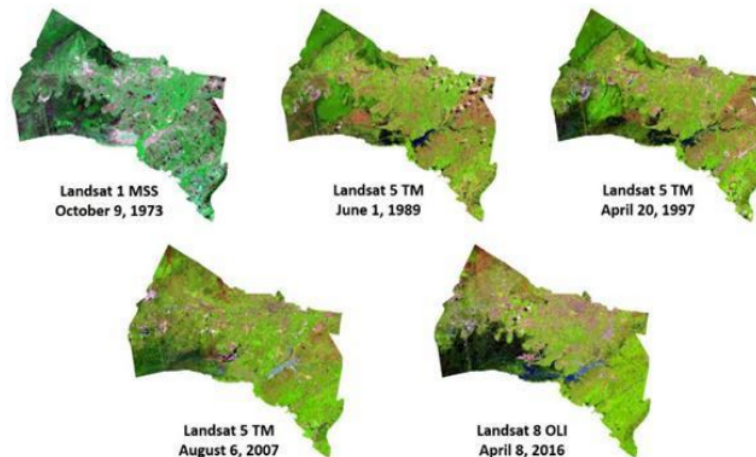 Landsat 1 MSS
October 9, 1973
Landsat 5 TM
June 1, 1989
Landsat 5 TM
April 20, 1997
Landsat 5 TM
August 6, 2007
Landsat 8 OLI
April 8, 2016